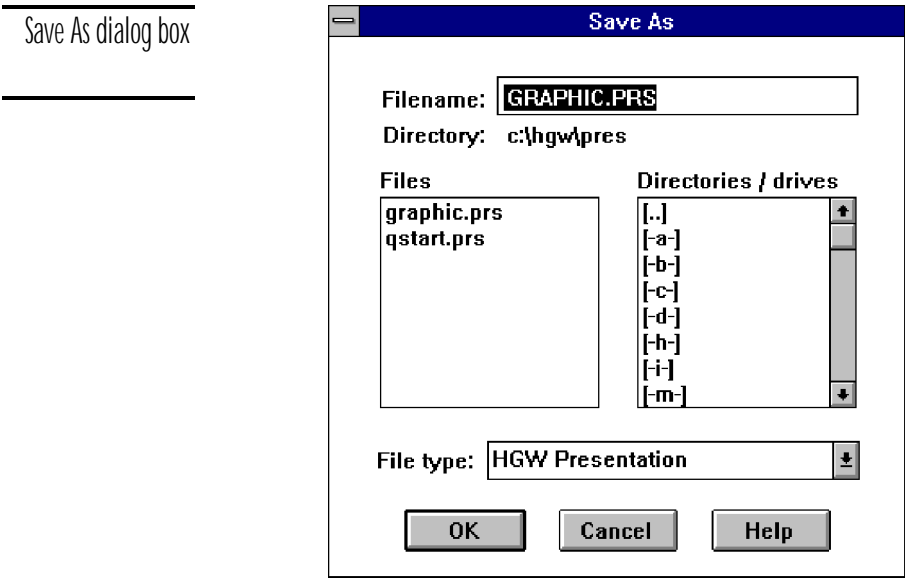 Save As dialog box
Save As
Filename: GRAPHIC.PRS
Directory: c:\hgw\pres
Files
graphic.prs
qstart.prs
Directories / drives
[..]
[-a-]
[-b-]
[-c-]
[-d-]
[-h-]
[-i-]
[-m-]
File type: HGW Presentation
OK Cancel Help